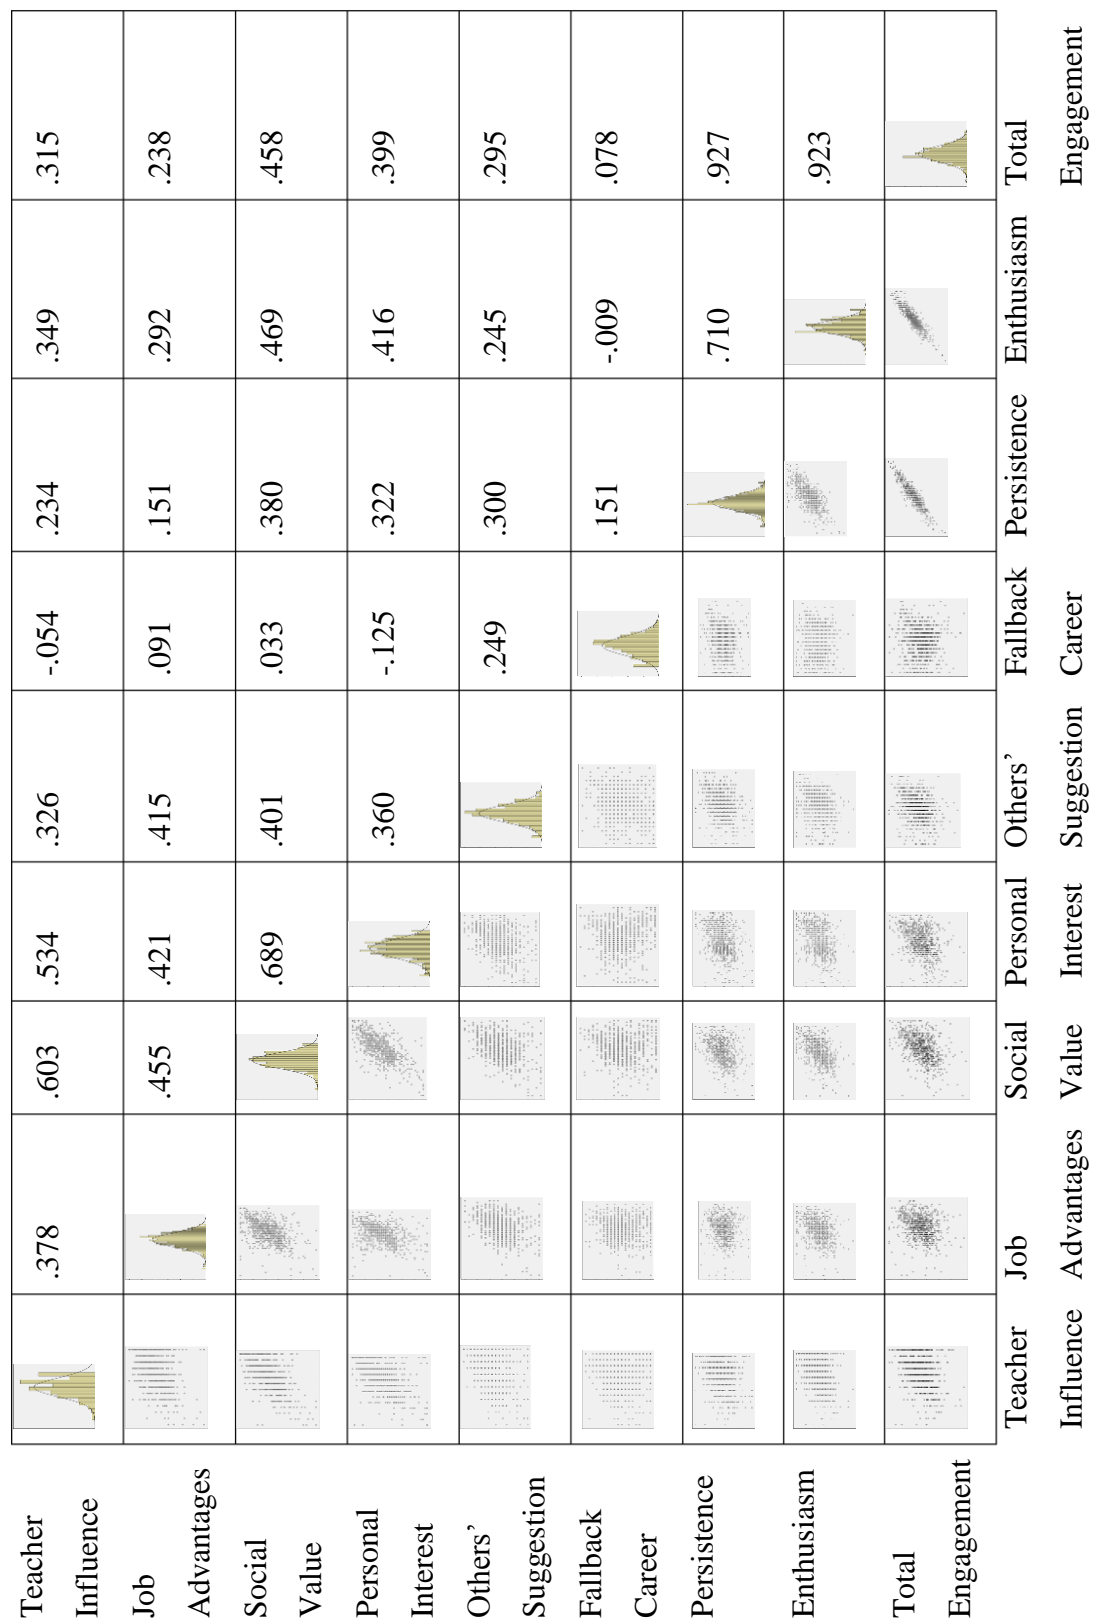 Teacher
Influence
.378
.603
.534
.326
-.054
.234
.349
.315
Job
Advantages
.455
.421
.415
.091
.151
.292
.238
Social
Value
.689
.401
.033
.380
.469
.458
Personal
Interest
.360
-.125
.322
.416
.399
Others’
Suggestion
.249
.300
.245
.295
Fallback
Career
.151
-.009
.078
Persistence
.710
.927
Enthusiasm
.923
Total
Engagement
Teacher
Influence
Job
Advantages
Social
Value
Personal
Interest
Others’
Suggestion
Fallback
Career
Persistence
Enthusiasm
Total
Engagement